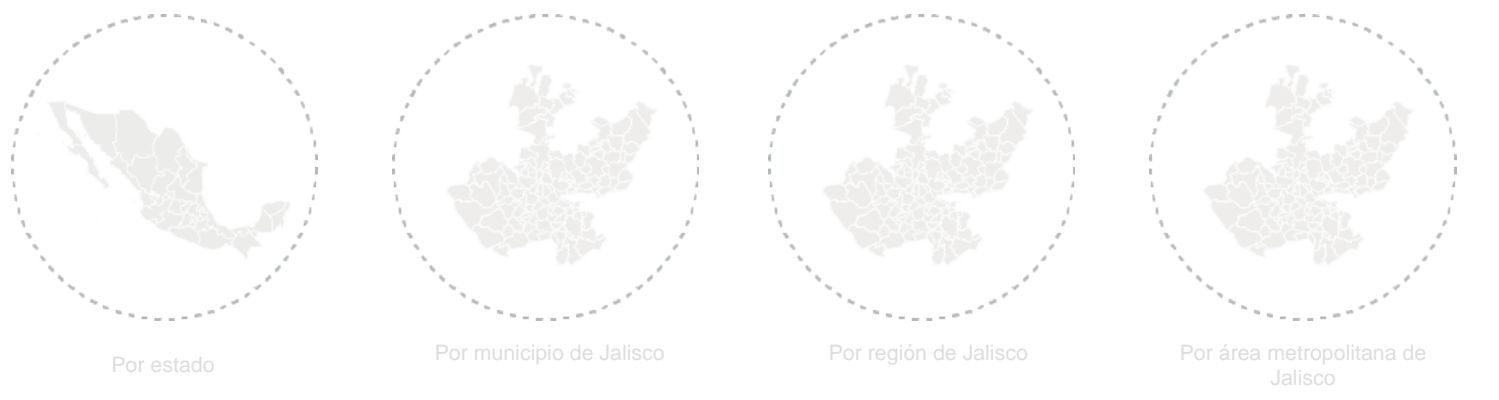 Por estado
Por municipio de Jalisco
Por región de Jalisco
Por área metropolitana de
Jalisco